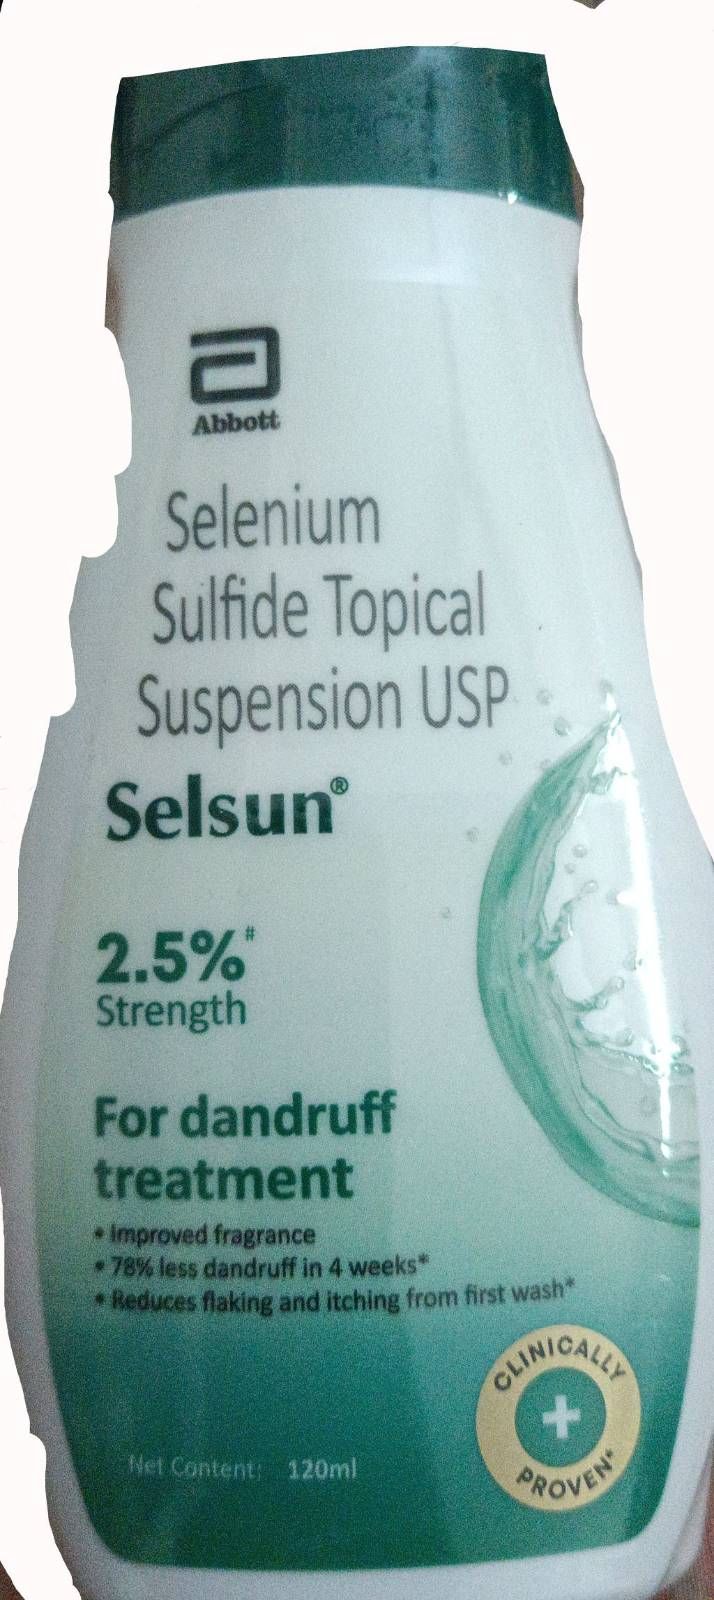 Abbott
Selenium
Sulfide Topical
Suspension USP
Selsun®
2.5%#
Strength
For dandruff
treatment
• Improved fragrance
• 78% less dandruff in 4 weeks*
• Reduces flaking and itching from first wash*
CLINICALLY
PROVEN*
Net Content: 120ml